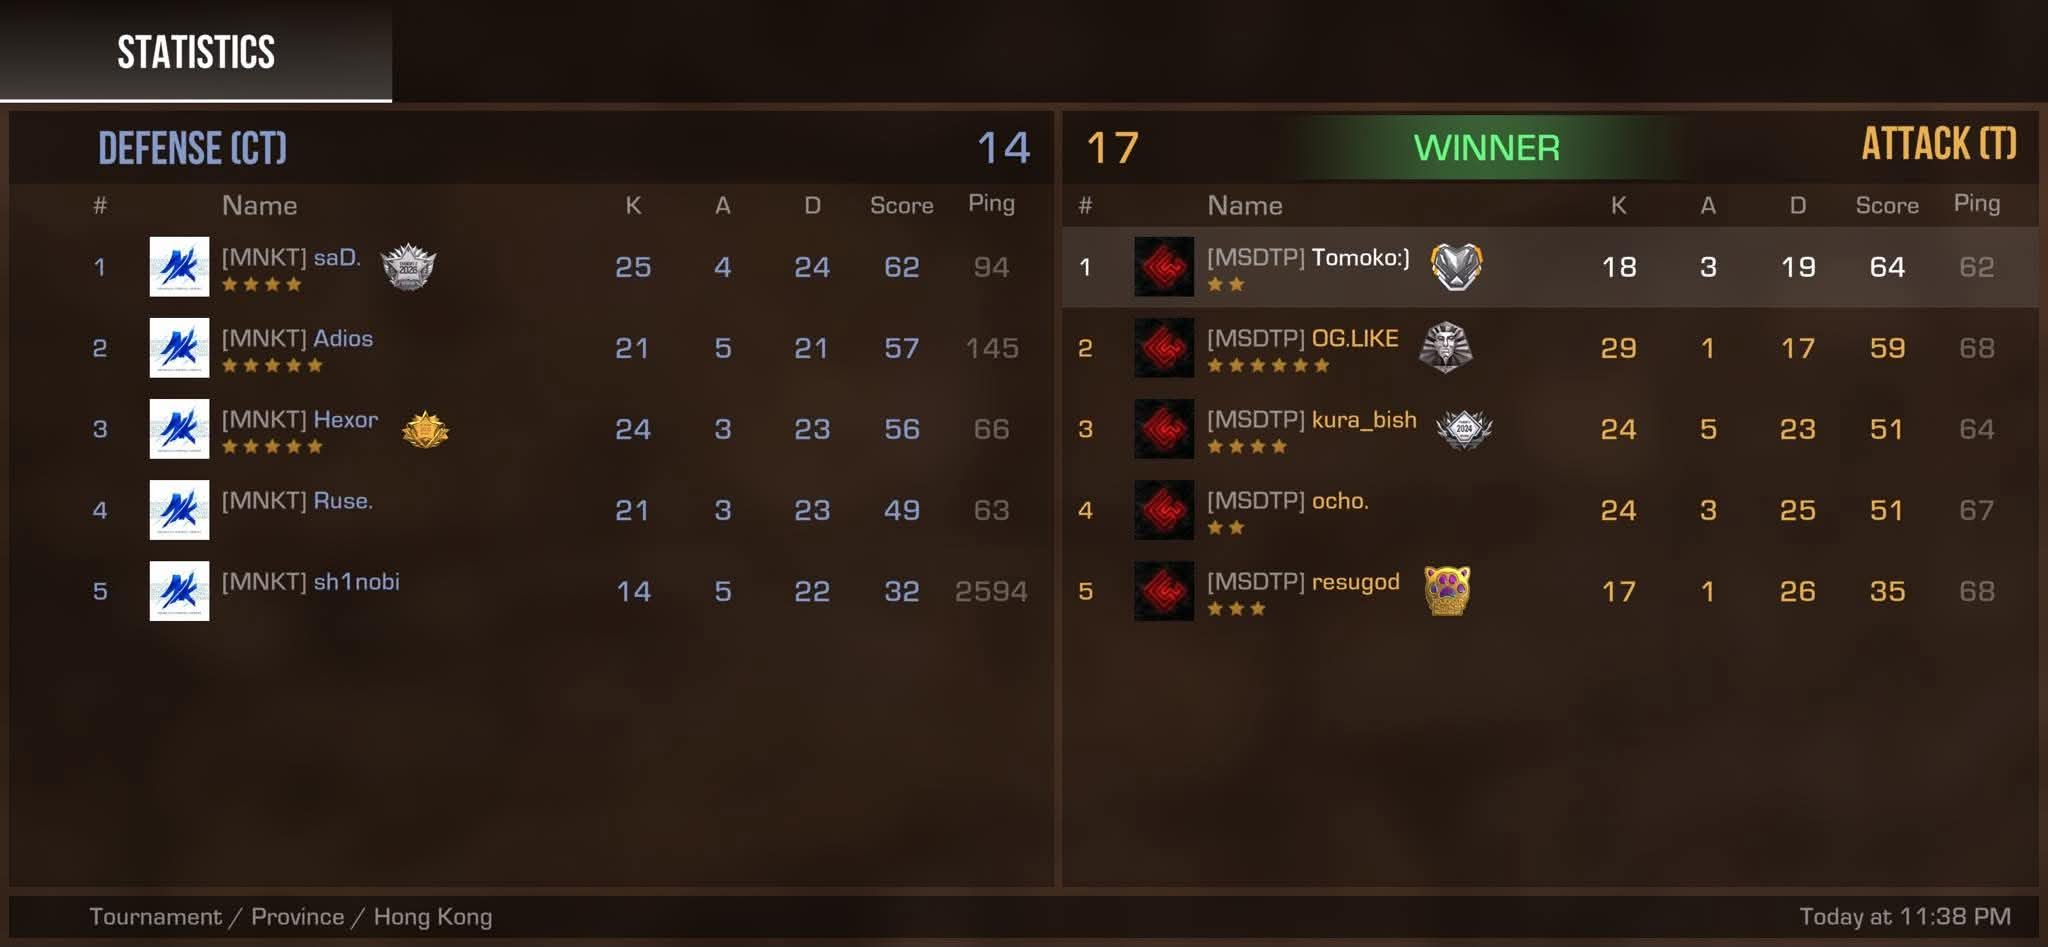 STATISTICS
DEFENSE (CT) 14
# Name K A D Score Ping
1 [MNKT] saD. 25 4 24 62 94
2 [MNKT] Adios 21 5 21 57 145
3 [MNKT] Hexor 24 3 23 56 66
4 [MNKT] Ruse. 21 3 23 49 63
5 [MNKT] sh1nobi 14 5 22 32 2594
17 WINNER ATTACK (T)
# Name K A D Score Ping
1 [MSDTP] Tomoko:) 18 3 19 64 62
2 [MSDTP] OG.LIKE 29 1 17 59 68
3 [MSDTP] kura_bish 2024 24 5 23 51 64
4 [MSDTP] ocho. 24 3 25 51 67
5 [MSDTP] resugod 17 1 26 35 68
Tournament / Province / Hong Kong
Today at 11:38 PM